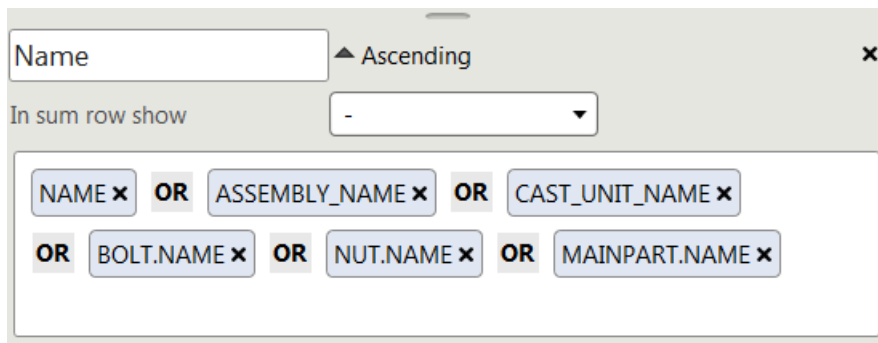 Name Ascending
In sum row show -
NAME OR ASSEMBLY_NAME OR CAST_UNIT_NAME
OR BOLT.NAME OR NUT.NAME OR MAINPART.NAME